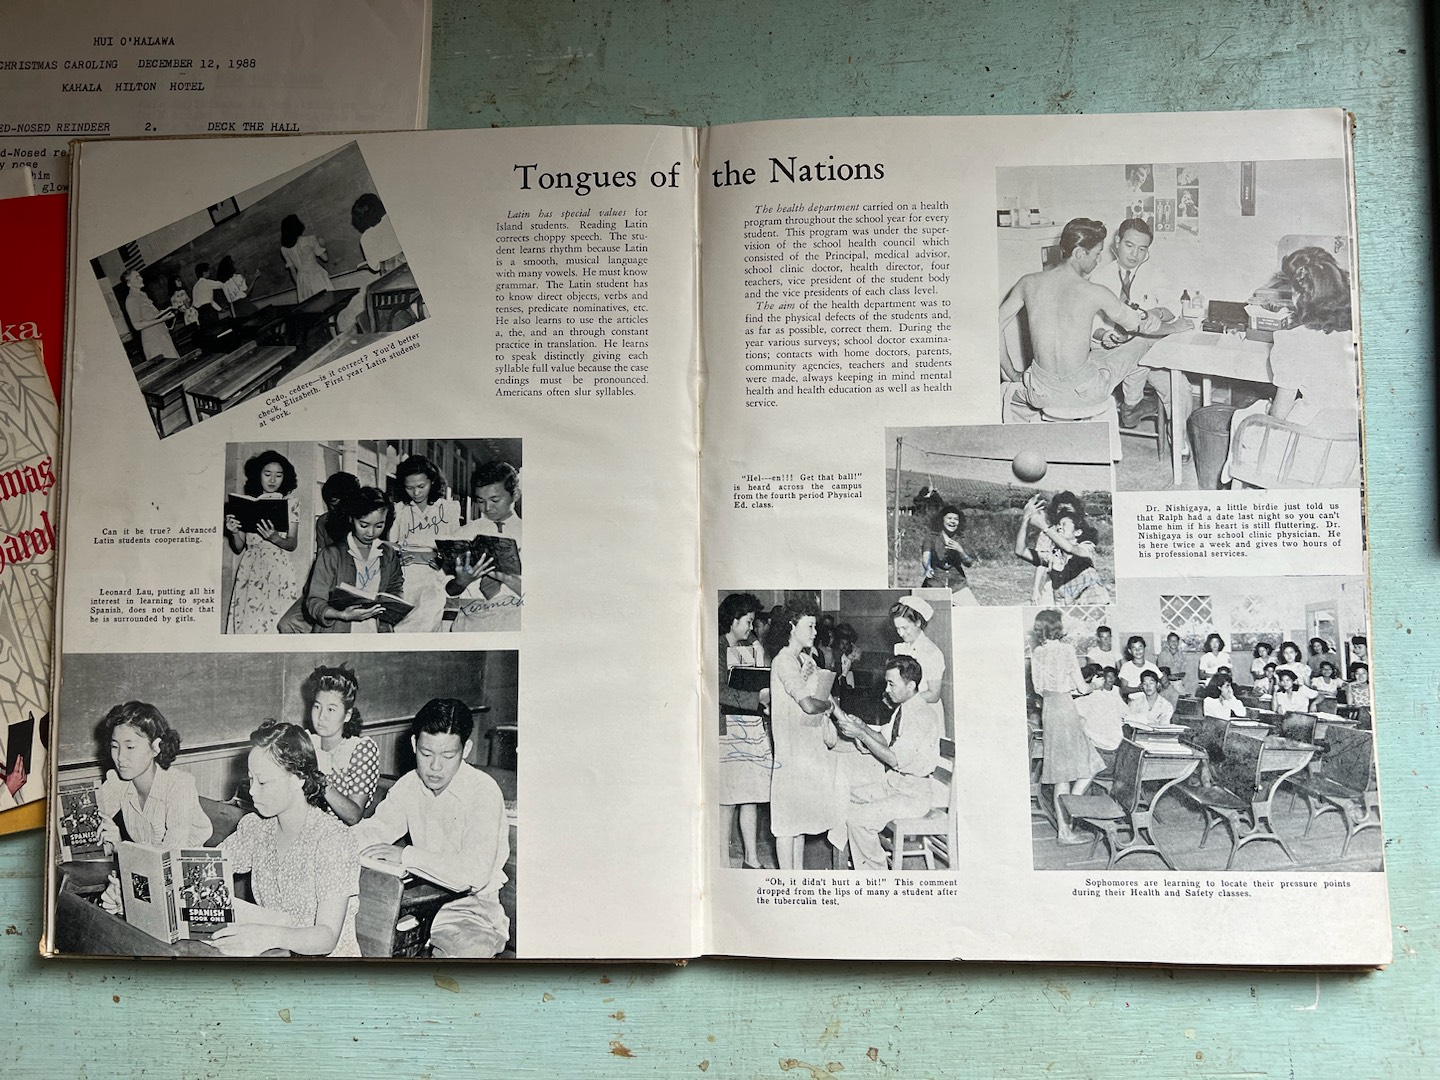 HUI O'HALAWA
CHRISTMAS CAROLING DECEMBER 12, 1988
KAHALA HILTON HOTEL
ED-NOSED REINDEER 2. DECK THE HALL
d-Nosed re
y nose
him
glow
ka
mas
arol
Tongues of the Nations
Latin has special values for
Island students. Reading Latin
corrects choppy speech. The stu-
dent learns rhythm because Latin
is a smooth, musical language
with many vowels. He must know
grammar. The Latin student has
to know direct objects, verbs and
tenses, predicate nominatives, etc.
He also learns to use the articles
a, the, and an through constant
practice in translation. He learns
to speak distinctly giving each
syllable full value because the case
endings must be pronounced.
Americans often slur syllables.
Cedo, cedere—is it correct? You'd better
check, Elizabeth. First year Latin students
at work.
Can it be true? Advanced
Latin students cooperating.
Hazel
Kenneth
Leonard Lau, putting all his
interest in learning to speak
Spanish, does not notice that
he is surrounded by girls.
SPANISH
BOOK ONE
SPANISH
BOOK ONE
The health department carried on a health
program throughout the school year for every
student. This program was under the super-
vision of the school health council which
consisted of the Principal, medical advisor,
school clinic doctor, health director, four
teachers, vice president of the student body
and the vice presidents of each class level.
The aim of the health department was to
find the physical defects of the students and,
as far as possible, correct them. During the
year various surveys; school doctor examina-
tions; contacts with home doctors, parents,
community agencies, teachers and students
were made, always keeping in mind mental
health and health education as well as health
service.
"Hel---en!!! Get that ball!"
is heard across the campus
from the fourth period Physical
Ed. class.
Dr. Nishigaya, a little birdie just told us
that Ralph had a date last night so you can't
blame him if his heart is still fluttering. Dr.
Nishigaya is our school clinic physician. He
is here twice a week and gives two hours of
his professional services.
"Oh, it didn't hurt a bit!" This comment
dropped from the lips of many a student after
the tuberculin test.
Sophomores are learning to locate their pressure points
during their Health and Safety classes.